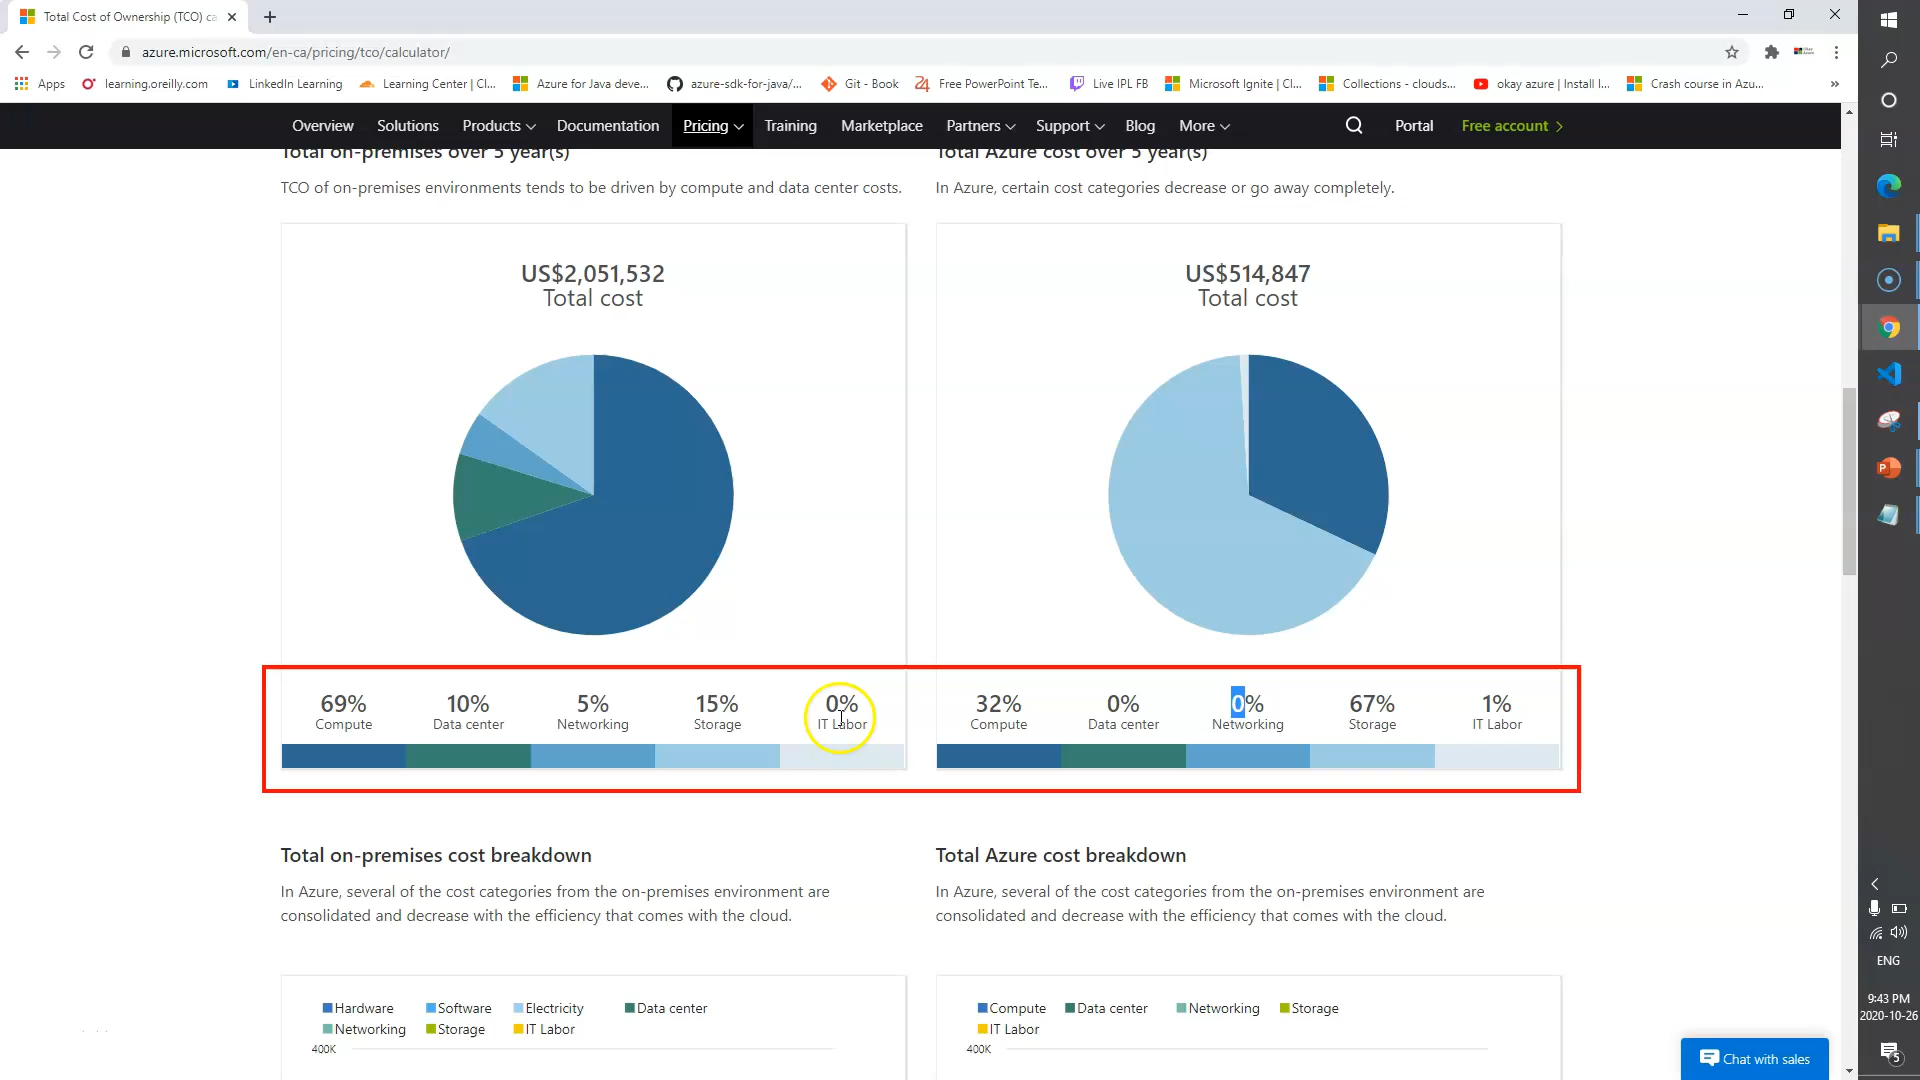 Total Cost of Ownership (TCO) ca
azure.microsoft.com/en-ca/pricing/tco/calculator/
Apps learning.oreilly.com LinkedIn Learning Learning Center | Cl... Azure for Java deve... azure-sdk-for-java/... Git - Book Free PowerPoint Te... Live IPL FB Microsoft Ignite | Cl... Collections - clouds... okay azure | Install I... Crash course in Azu... »
Overview Solutions Products Documentation Pricing Training Marketplace Partners Support Blog More Portal Free account
Total on-premises over 5 year(s)
TCO of on-premises environments tends to be driven by compute and data center costs.
US$2,051,532
Total cost
69% 10% 5% 15% 0%
Compute Data center Networking Storage IT Labor
Total Azure cost over 5 year(s)
In Azure, certain cost categories decrease or go away completely.
US$514,847
Total cost
32% 0% 0% 67% 1%
Compute Data center Networking Storage IT Labor
Total on-premises cost breakdown
In Azure, several of the cost categories from the on-premises environment are
consolidated and decrease with the efficiency that comes with the cloud.
Hardware Software Electricity Data center
Networking Storage IT Labor
400K
Total Azure cost breakdown
In Azure, several of the cost categories from the on-premises environment are
consolidated and decrease with the efficiency that comes with the cloud.
Compute Data center Networking Storage
IT Labor
400K
Chat with sales
ENG
9:43 PM
2020-10-26
5